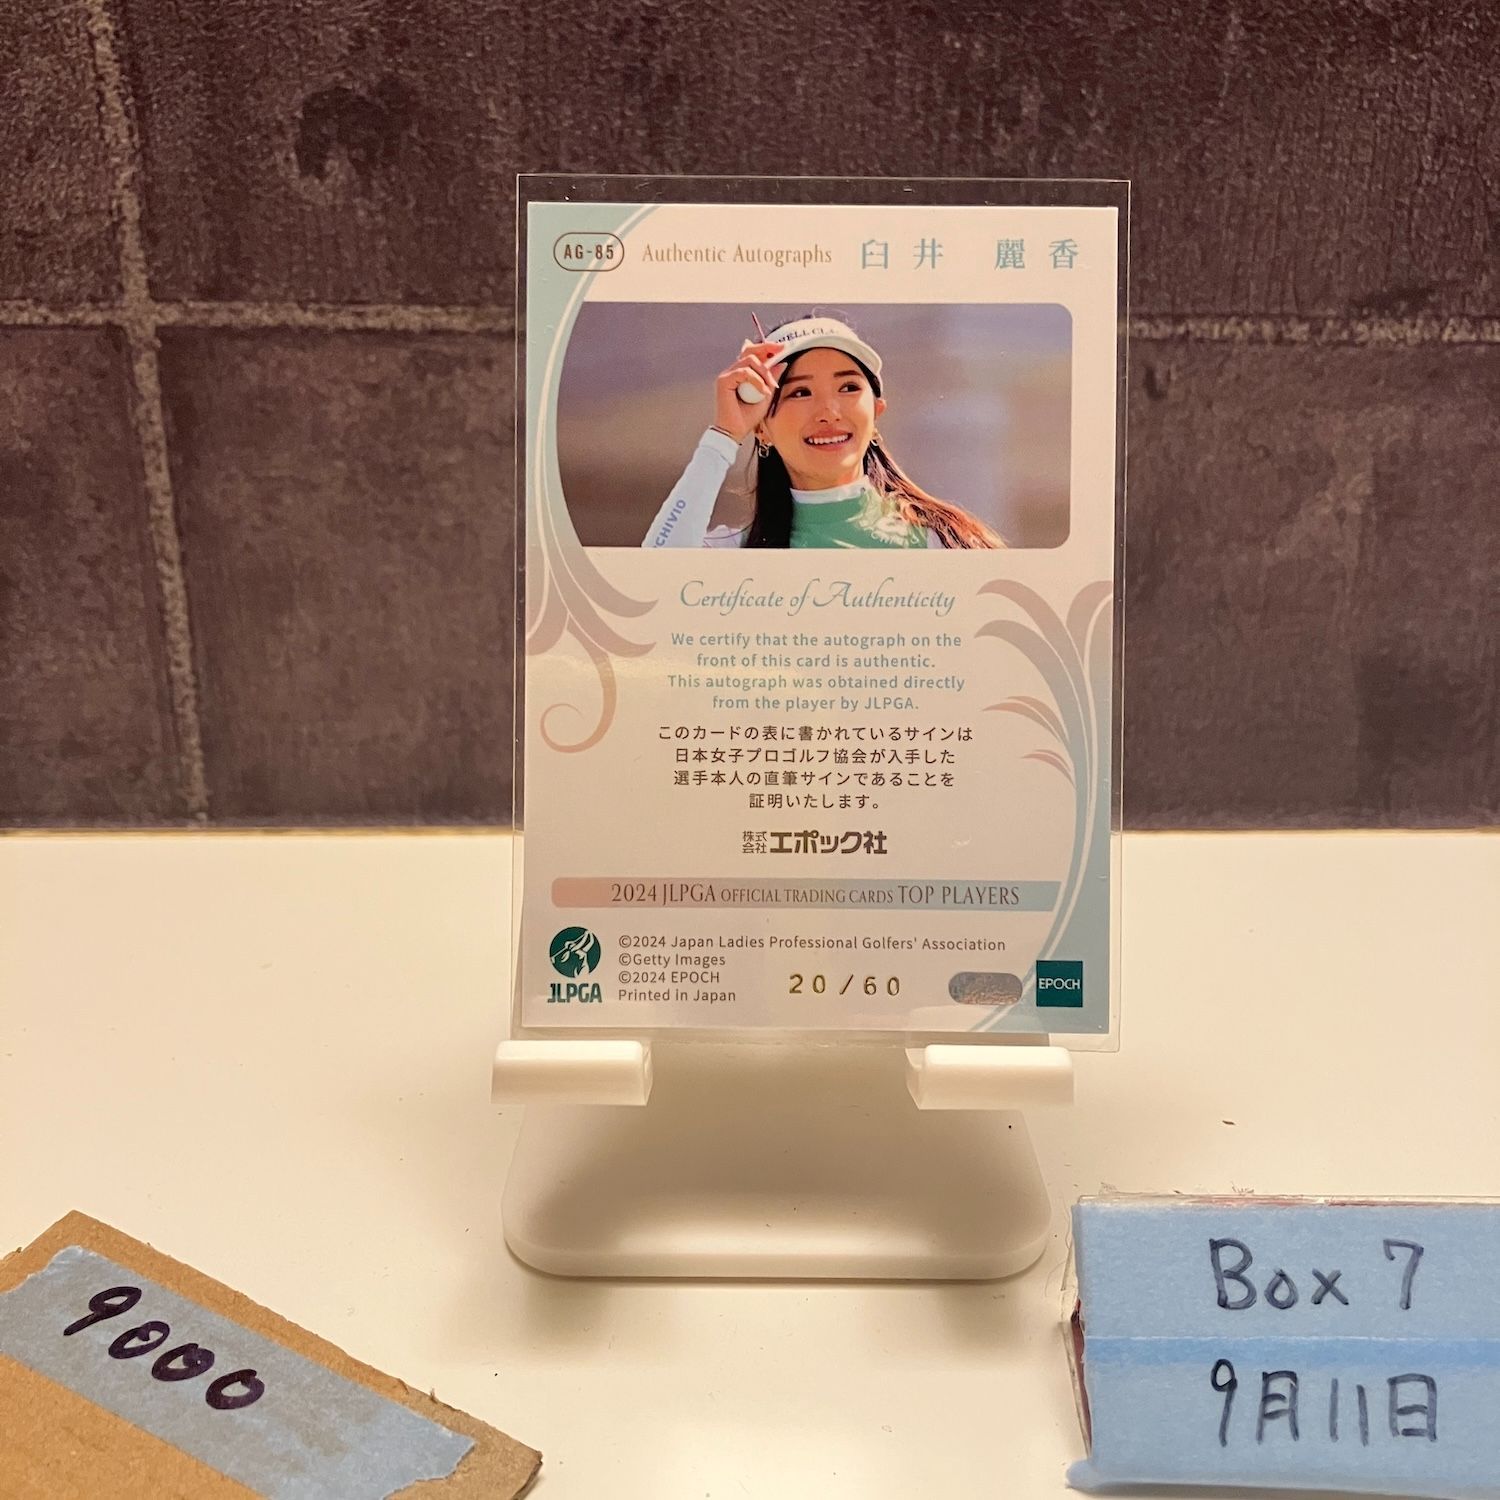 AG-85 Authentic Autographs 臼井 麗香
CHIVIO
Certificate of Authenticity
We certify that the autograph on the
front of this card is authentic.
This autograph was obtained directly
from the player by JLPGA.
このカードの表に書かれているサインは
日本女子プロゴルフ協会が入手した
選手本人の直筆サインであることを
証明いたします。
株式会社エポック社
2024 JLPGA OFFICIAL TRADING CARDS TOP PLAYERS
JLPGA
©2024 Japan Ladies Professional Golfers' Association
©Getty Images
©2024 EPOCH
Printed in Japan
20/60
EPOCH
9000
Box 7
9月11日